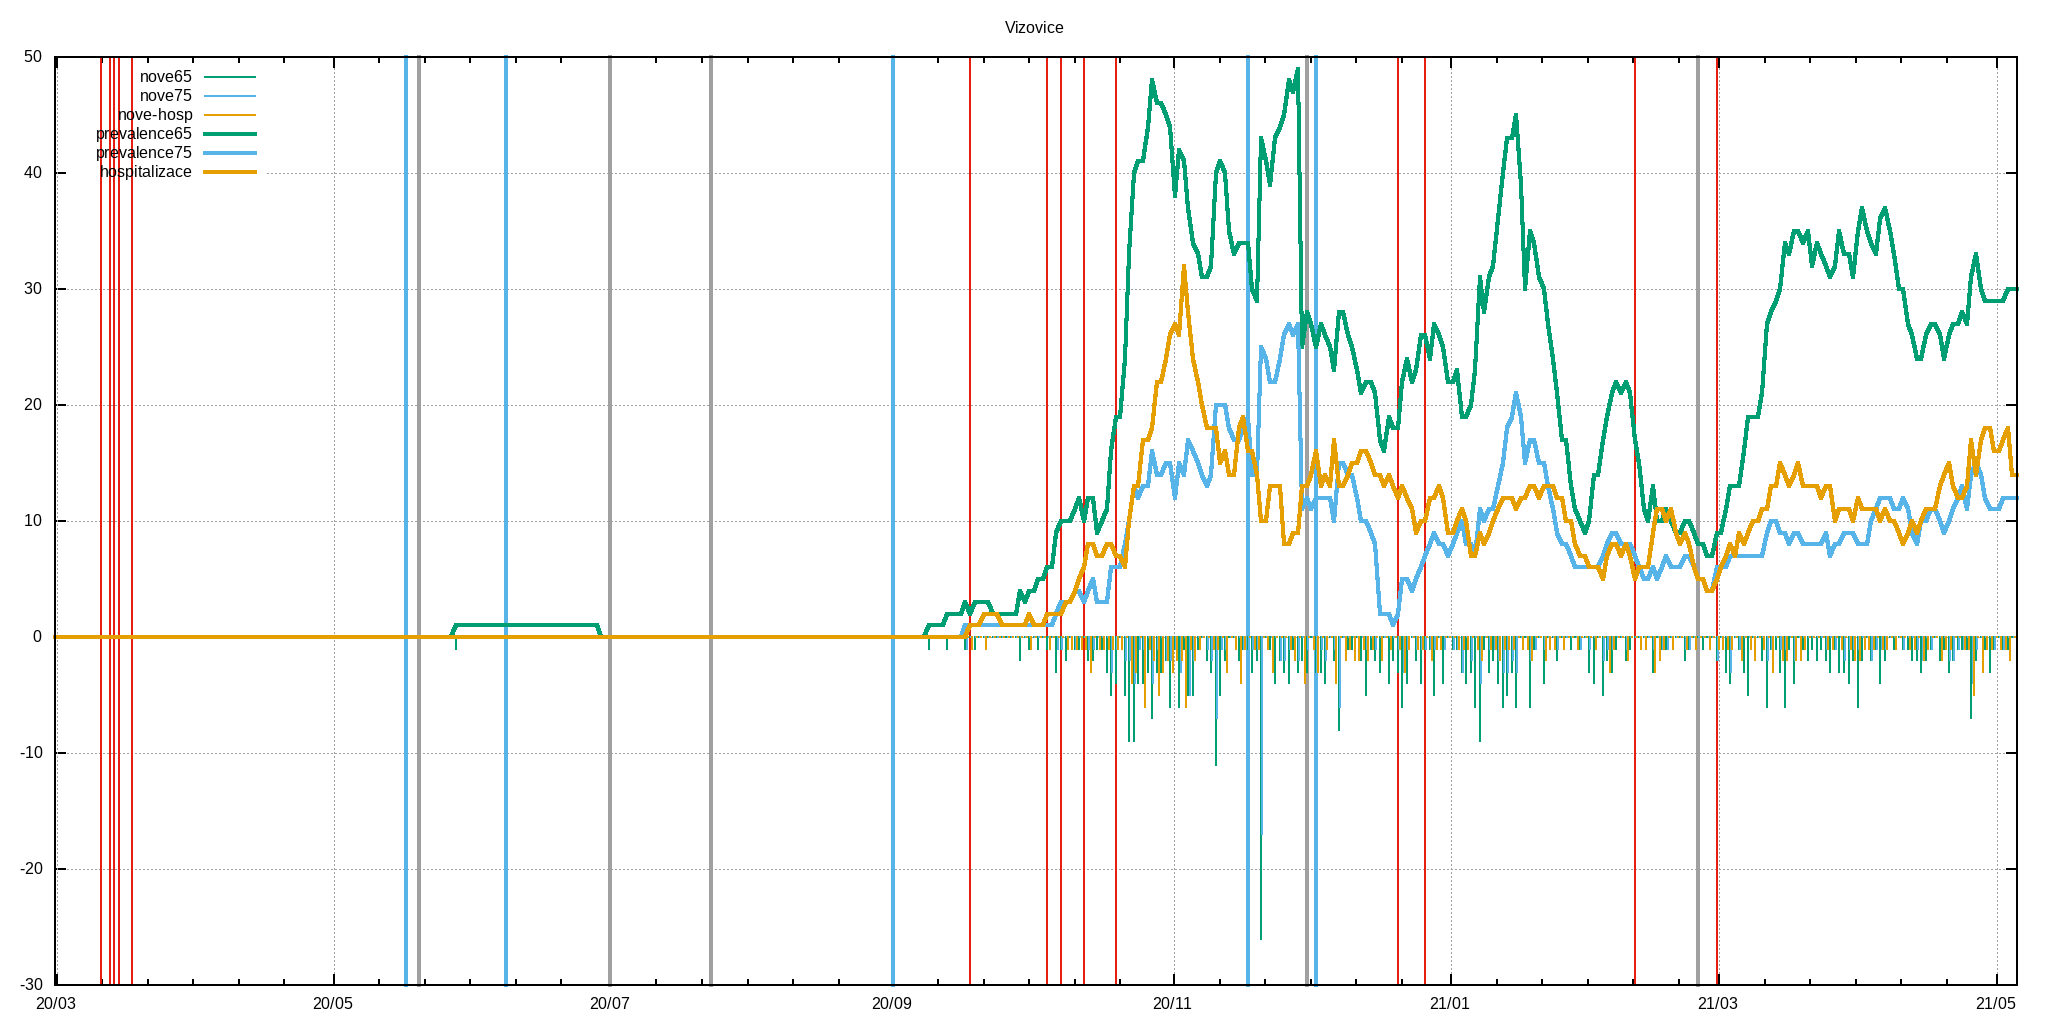 Vizovice
50
40
30
20
10
0
-10
-20
-30
nove65
nove75
nove-hosp
prevalence65
prevalence75
hospitalizace
20/03 20/05 20/07 20/09 20/11 21/01 21/03 21/05